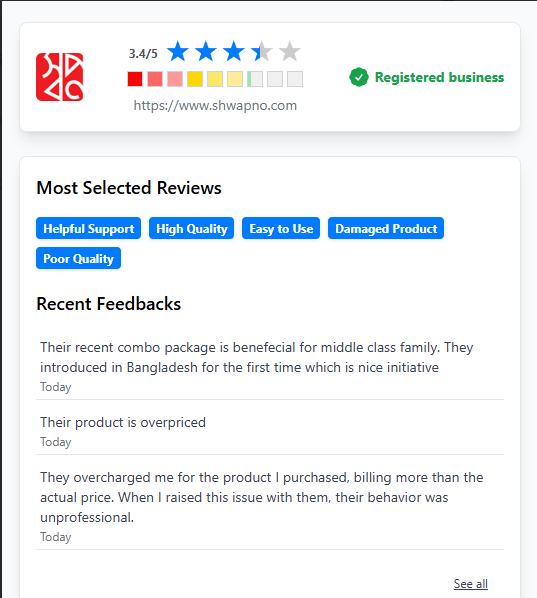 3.4/5
Registered business
https://www.shwapno.com
Most Selected Reviews
Helpful Support
High Quality
Easy to Use
Damaged Product
Poor Quality
Recent Feedbacks
Their recent combo package is benefecial for middle class family. They
introduced in Bangladesh for the first time which is nice initiative
Today
Their product is overpriced
Today
They overcharged me for the product I purchased, billing more than the
actual price. When I raised this issue with them, their behavior was
unprofessional.
Today
See all